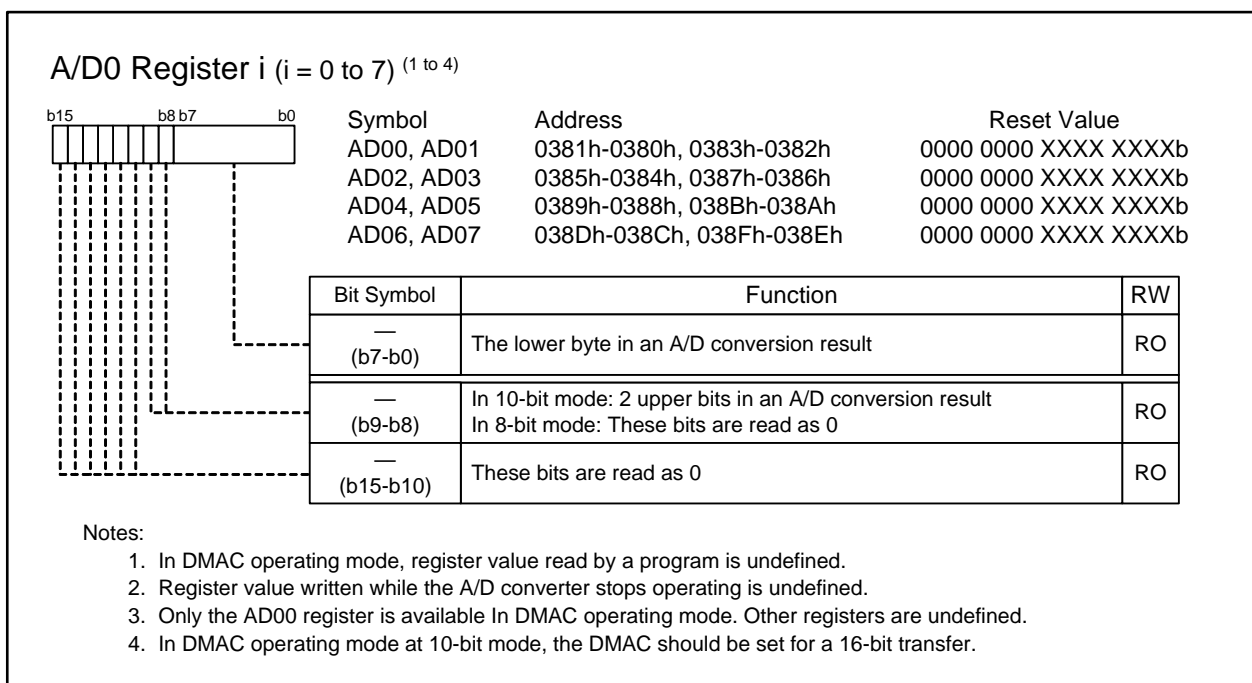 A/D0 Register i (i = 0 to 7) (1 to 4)
b15 b8 b7 b0
Symbol Address Reset Value
AD00, AD01 0381h-0380h, 0383h-0382h 0000 0000 XXXX XXXXb
AD02, AD03 0385h-0384h, 0387h-0386h 0000 0000 XXXX XXXXb
AD04, AD05 0389h-0388h, 038Bh-038Ah 0000 0000 XXXX XXXXb
AD06, AD07 038Dh-038Ch, 038Fh-038Eh 0000 0000 XXXX XXXXb
Bit Symbol Function RW
—
(b7-b0) The lower byte in an A/D conversion result RO
—
(b9-b8) In 10-bit mode: 2 upper bits in an A/D conversion result
In 8-bit mode: These bits are read as 0 RO
—
(b15-b10) These bits are read as 0 RO
Notes:
1. In DMAC operating mode, register value read by a program is undefined.
2. Register value written while the A/D converter stops operating is undefined.
3. Only the AD00 register is available In DMAC operating mode. Other registers are undefined.
4. In DMAC operating mode at 10-bit mode, the DMAC should be set for a 16-bit transfer.